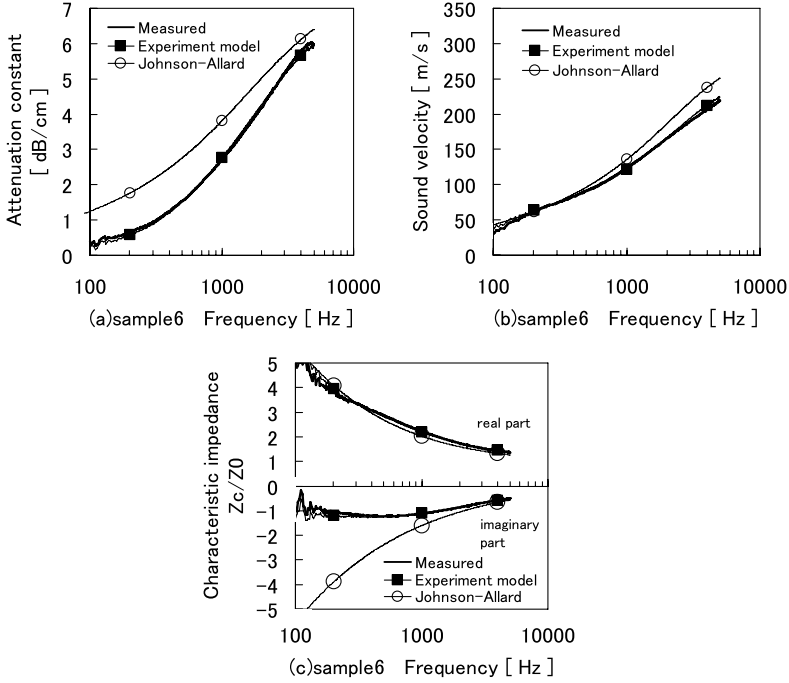 Attenuation constant
[ dB/cm ]
7
6
5
4
3
2
1
0
Measured
Experiment model
Johnson-Allard
100
1000
10000
(a)sample6 Frequency [ Hz ]
Sound velocity [ m/s ]
350
300
250
200
150
100
50
0
Measured
Experiment model
Johnson-Allard
100
1000
10000
(b)sample6 Frequency [ Hz ]
Characteristic impedance
Zc/Z0
5
4
3
2
1
0
-1
-2
-3
-4
-5
real part
imaginary
part
Measured
Experiment model
Johnson-Allard
100
1000
10000
(c)sample6 Frequency [ Hz ]